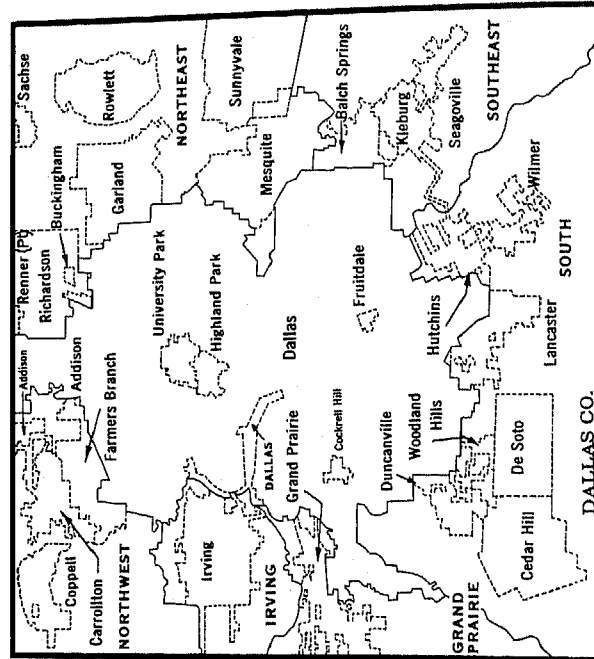 Sachse
Rowlett
Renner (Pt)
Richardson
Buckingham
Garland
NORTHEAST
Sunnyvale
Addison
Addison
Farmers Branch
Coppell
Carrollton
NORTHWEST
University Park
Highland Park
Mesquite
Balch Springs
Irving
IRVING
DALLAS
Grand Prairie
Dallas
Cockrell Hill
Fruitdale
Kleburg
Seagoville
SOUTHEAST
Hutchins
Wilmer
SOUTH
Lancaster
Duncanville
Woodland
Hills
De Soto
Cedar Hill
GRAND
PRAIRIE
DALLAS CO.